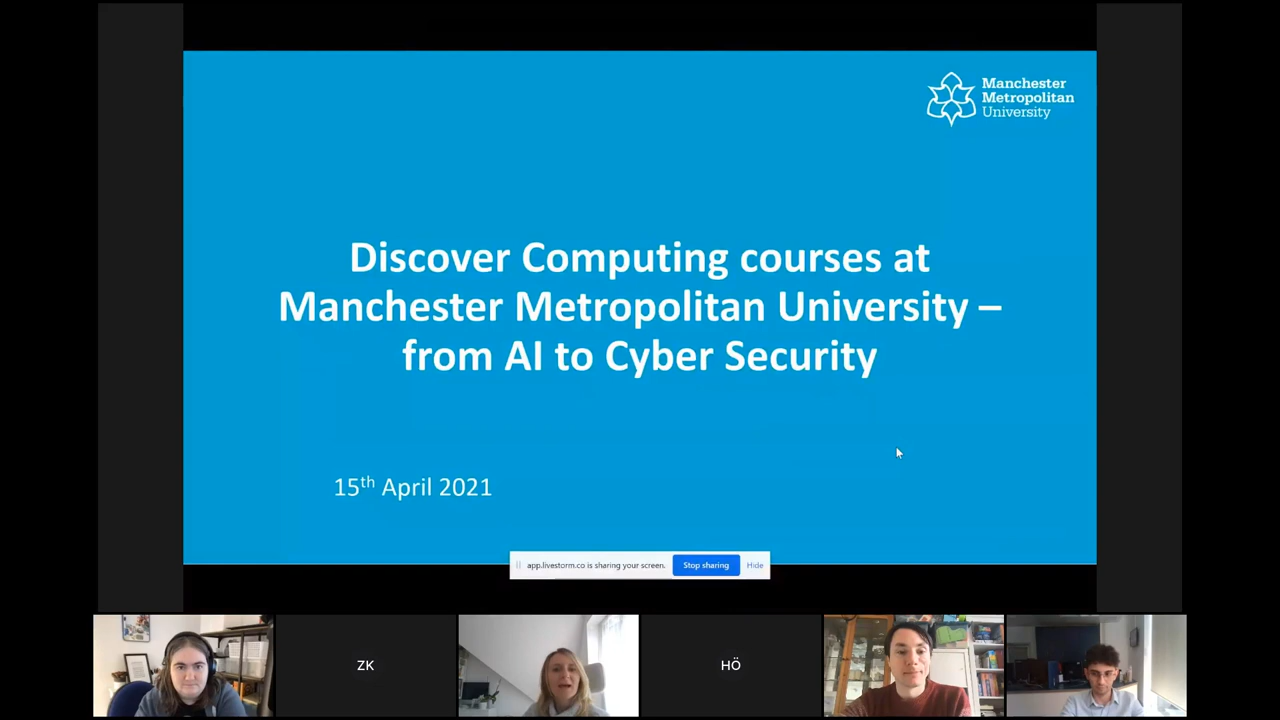 Manchester
Metropolitan
University
Discover Computing courses at
Manchester Metropolitan University –
from AI to Cyber Security
15th April 2021
app.livestorm.co is sharing your screen.
Stop sharing
Hide
ZK
HÖ